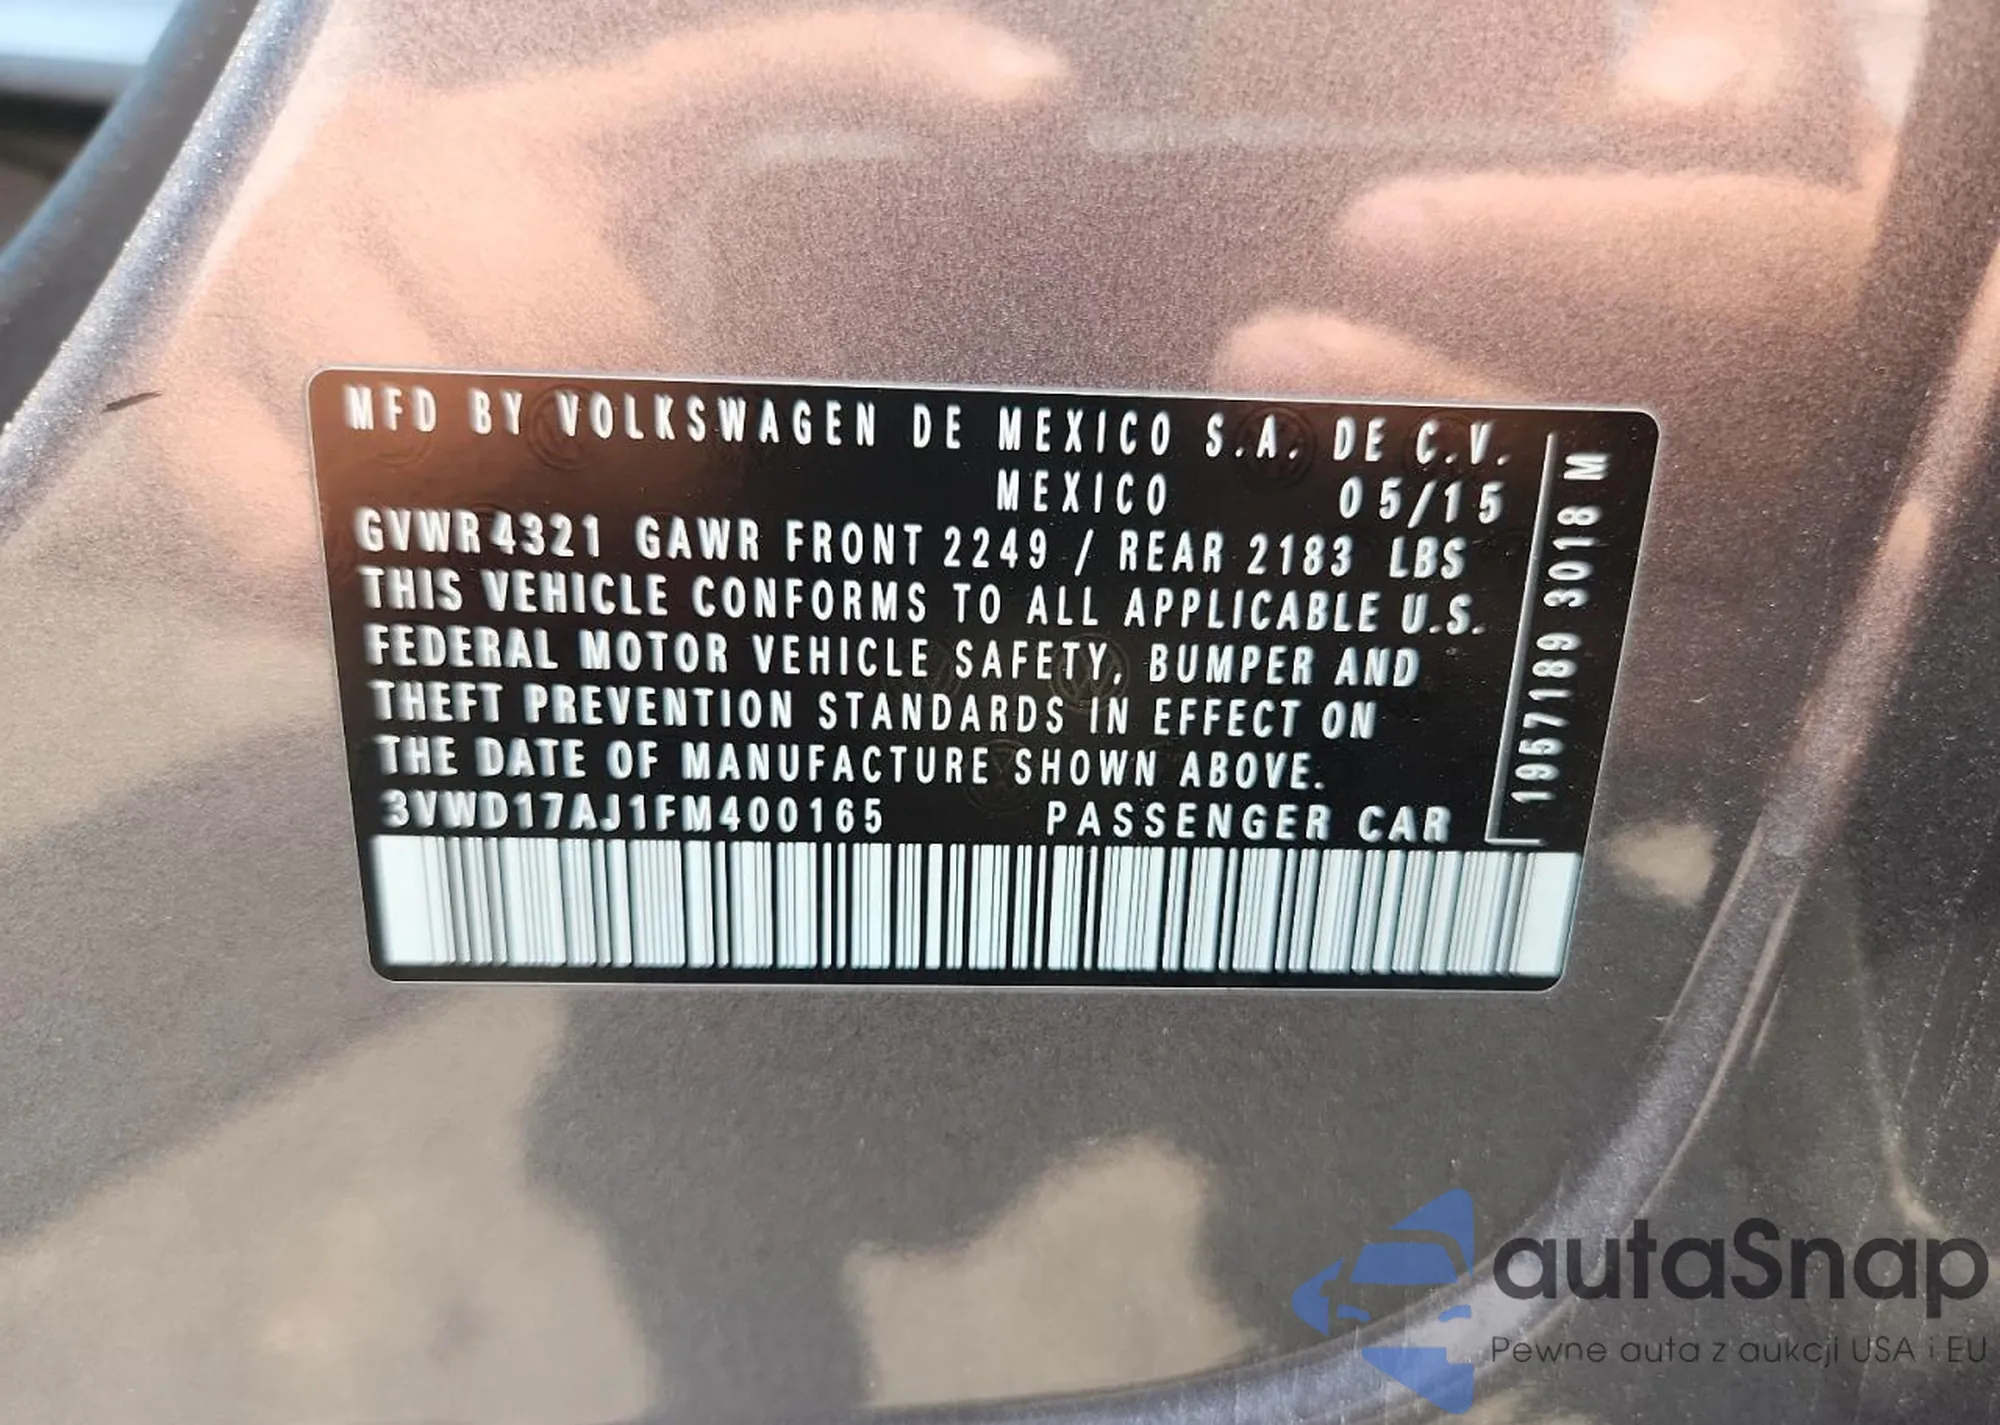 MFD BY VOLKSWAGEN DE MEXICO S.A. DE C.V.
MEXICO 05/15
GVWR4321 GAWR FRONT 2249 / REAR 2183 LBS
THIS VEHICLE CONFORMS TO ALL APPLICABLE U.S.
FEDERAL MOTOR VEHICLE SAFETY, BUMPER AND
THEFT PREVENTION STANDARDS IN EFFECT ON
THE DATE OF MANUFACTURE SHOWN ABOVE.
3VWD17AJ1FM400165 PASSENGER CAR
1957189 3018 M
autaSnap
Pewne auta z aukcji USA i EU